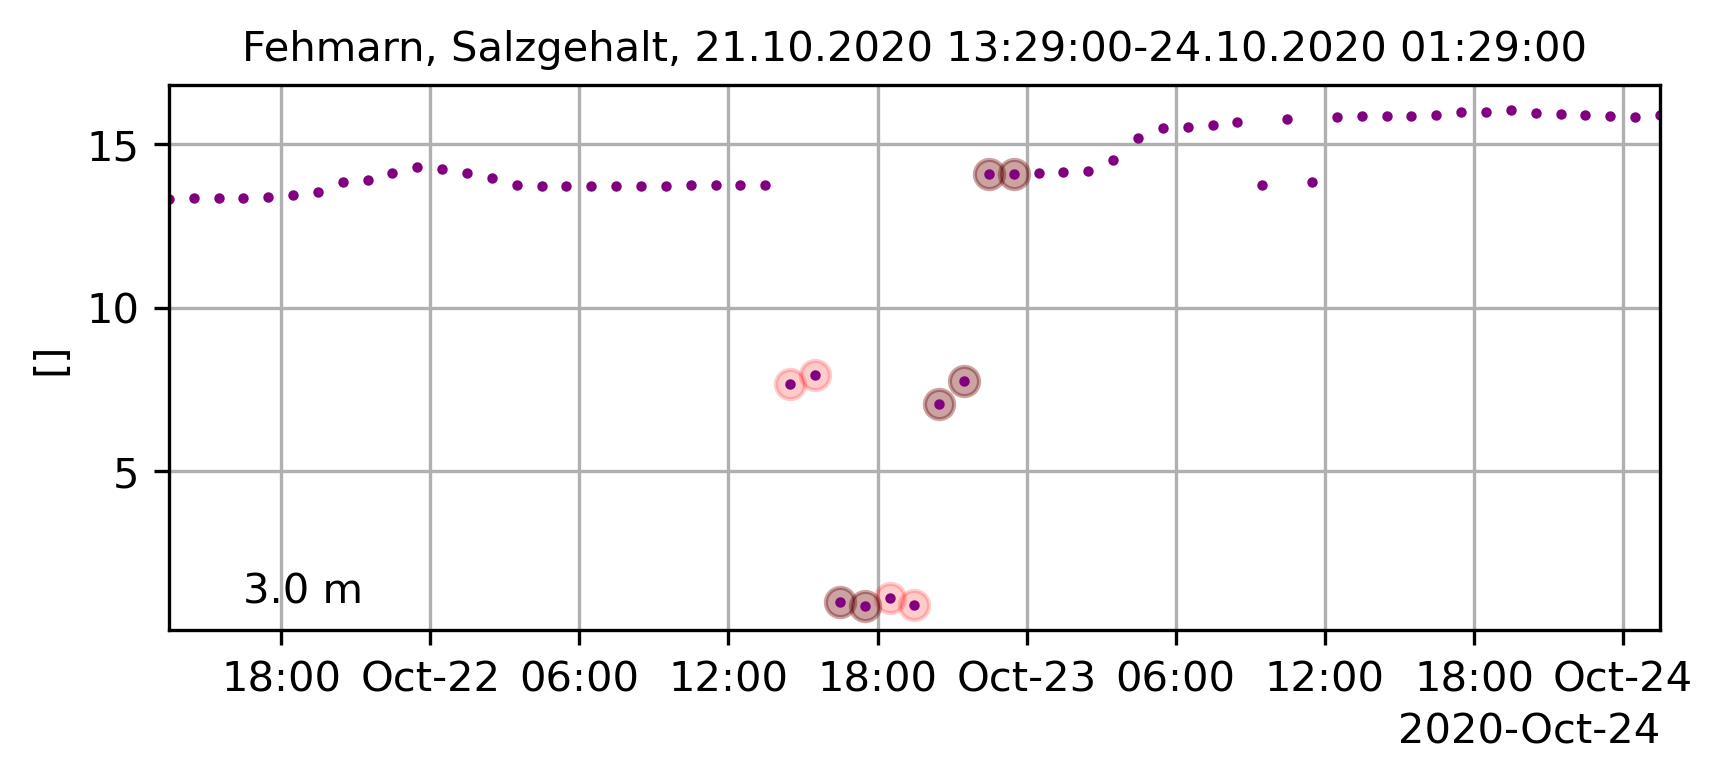 Fehmarn, Salzgehalt, 21.10.2020 13:29:00-24.10.2020 01:29:00
15
10
5
[]
3.0 m
18:00 Oct-22 06:00 12:00 18:00 Oct-23 06:00 12:00 18:00 Oct-24
2020-Oct-24